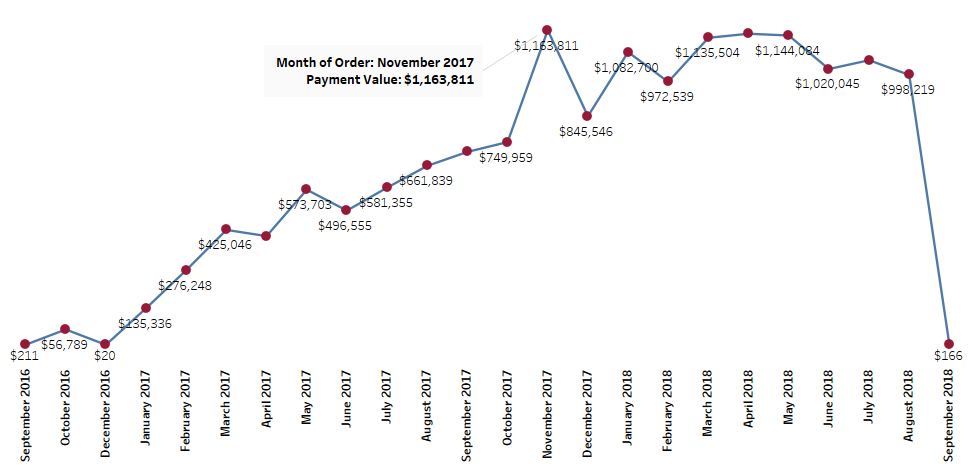 $1,163,811
Month of Order: November 2017
Payment Value: $1,163,811
$1,135,504
$1,144,084
$1,082,700
$1,020,045
$998,219
$972,539
$845,546
$749,959
$661,839
$573,703
$581,355
$496,555
$425,046
$276,248
$135,336
$56,789
$211
$20
$166
September 2016
October 2016
December 2016
January 2017
February 2017
March 2017
April 2017
May 2017
June 2017
July 2017
August 2017
September 2017
October 2017
November 2017
December 2017
January 2018
February 2018
March 2018
April 2018
May 2018
June 2018
July 2018
August 2018
September 2018